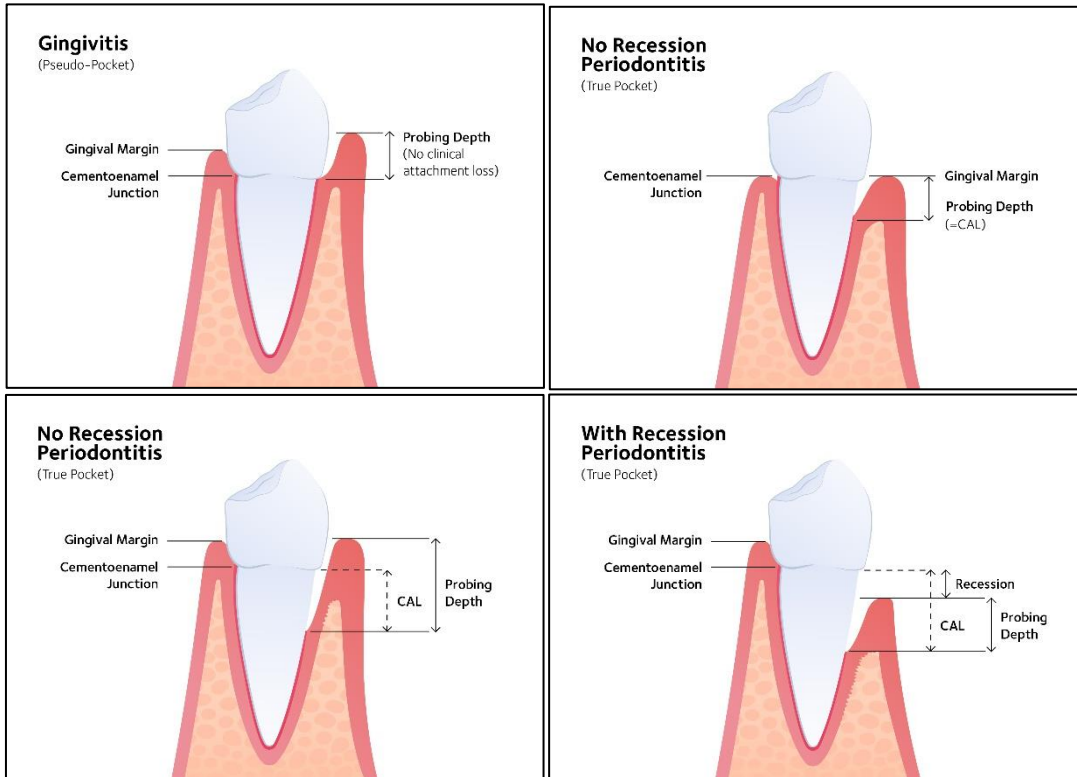 Gingivitis
(Pseudo-Pocket)
Gingival Margin
Cementoenamel
Junction
Probing Depth
(No clinical
attachment loss)
No Recession
Periodontitis
(True Pocket)
Cementoenamel
Junction
Gingival Margin
Probing Depth
(=CAL)
No Recession
Periodontitis
(True Pocket)
Gingival Margin
Cementoenamel
Junction
CAL
Probing
Depth
With Recession
Periodontitis
(True Pocket)
Gingival Margin
Cementoenamel
Junction
Recession
CAL
Probing
Depth